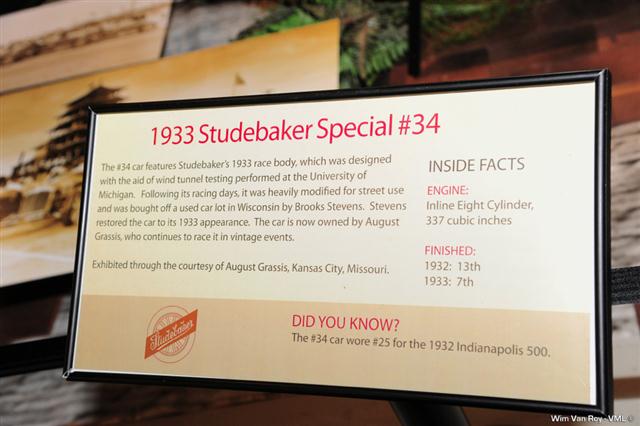 1933 Studebaker Special #34
The #34 car features Studebaker's 1933 race body, which was designed
with the aid of wind tunnel testing performed at the University of
Michigan. Following its racing days, it was heavily modified for street use
and was bought off a used car lot in Wisconsin by Brooks Stevens. Stevens
restored the car to its 1933 appearance. The car is now owned by August
Grassis, who continues to race it in vintage events.
Exhibited through the courtesy of August Grassis, Kansas City, Missouri.
INSIDE FACTS
ENGINE:
Inline Eight Cylinder,
337 cubic inches
FINISHED:
1932: 13th
1933: 7th
Studebaker
DID YOU KNOW?
The #34 car wore #25 for the 1932 Indianapolis 500.
Wim Van Roy - VML ©